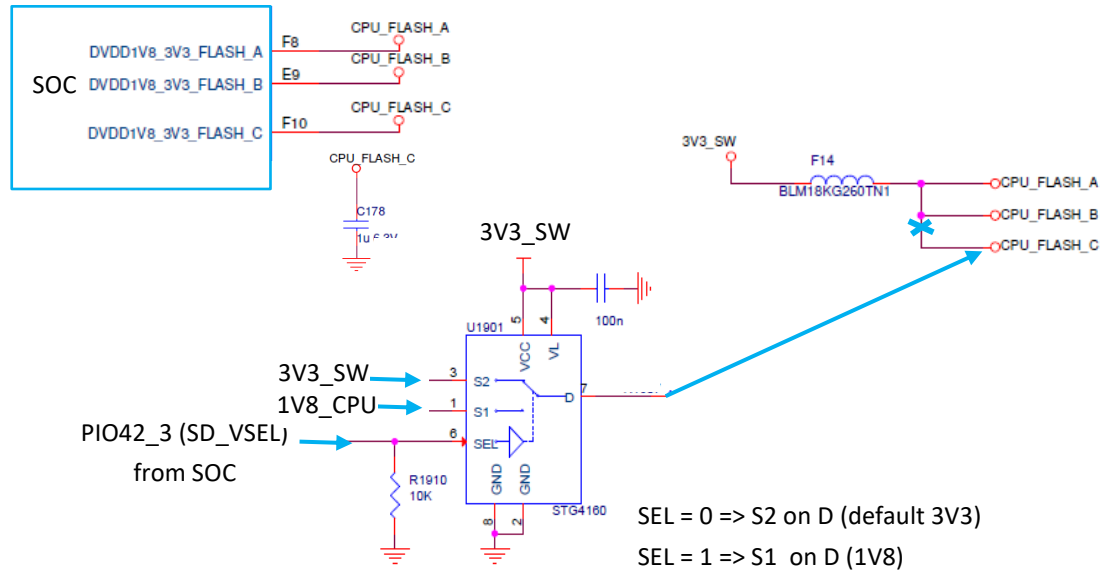 SOC
DVDD1V8_3V3_FLASH_A
F8
CPU_FLASH_A
DVDD1V8_3V3_FLASH_B
E9
CPU_FLASH_B
DVDD1V8_3V3_FLASH_C
F10
CPU_FLASH_C
CPU_FLASH_C
C178
3V3_SW
F14
BLM18KG260TN1
CPU_FLASH_A
CPU_FLASH_B
CPU_FLASH_C
3V3_SW
100n
U1901
5
4
VCC
VL
3V3_SW
3
S2
1V8_CPU
1
S1
D
7
PIO42_3 (SD_VSEL)
from SOC
6
SEL
R1910
10K
GND
GND
8
2
STG4160
SEL = 0 => S2 on D (default 3V3)
SEL = 1 => S1 on D (1V8)